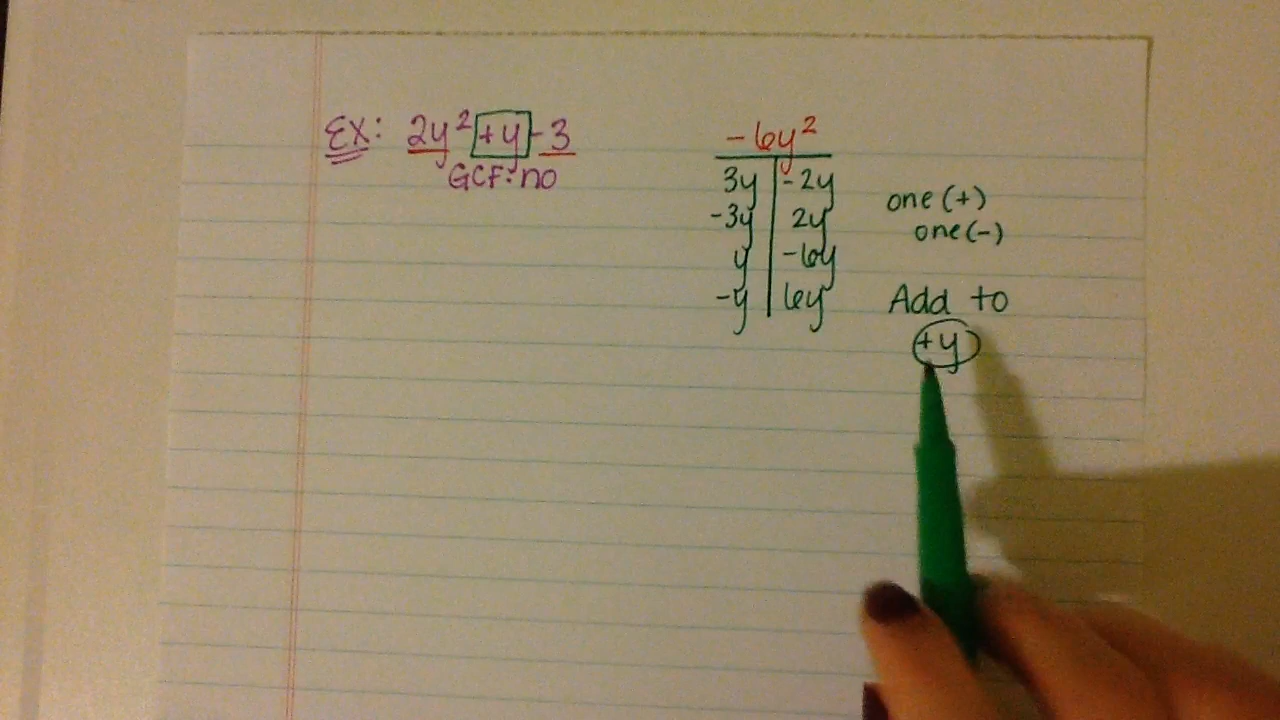 EX: 2y² +y -3
GCF: no
-6y²
3y -2y
-3y 2y
y -6y
-y 6y
one (+)
one (-)
Add to
+y